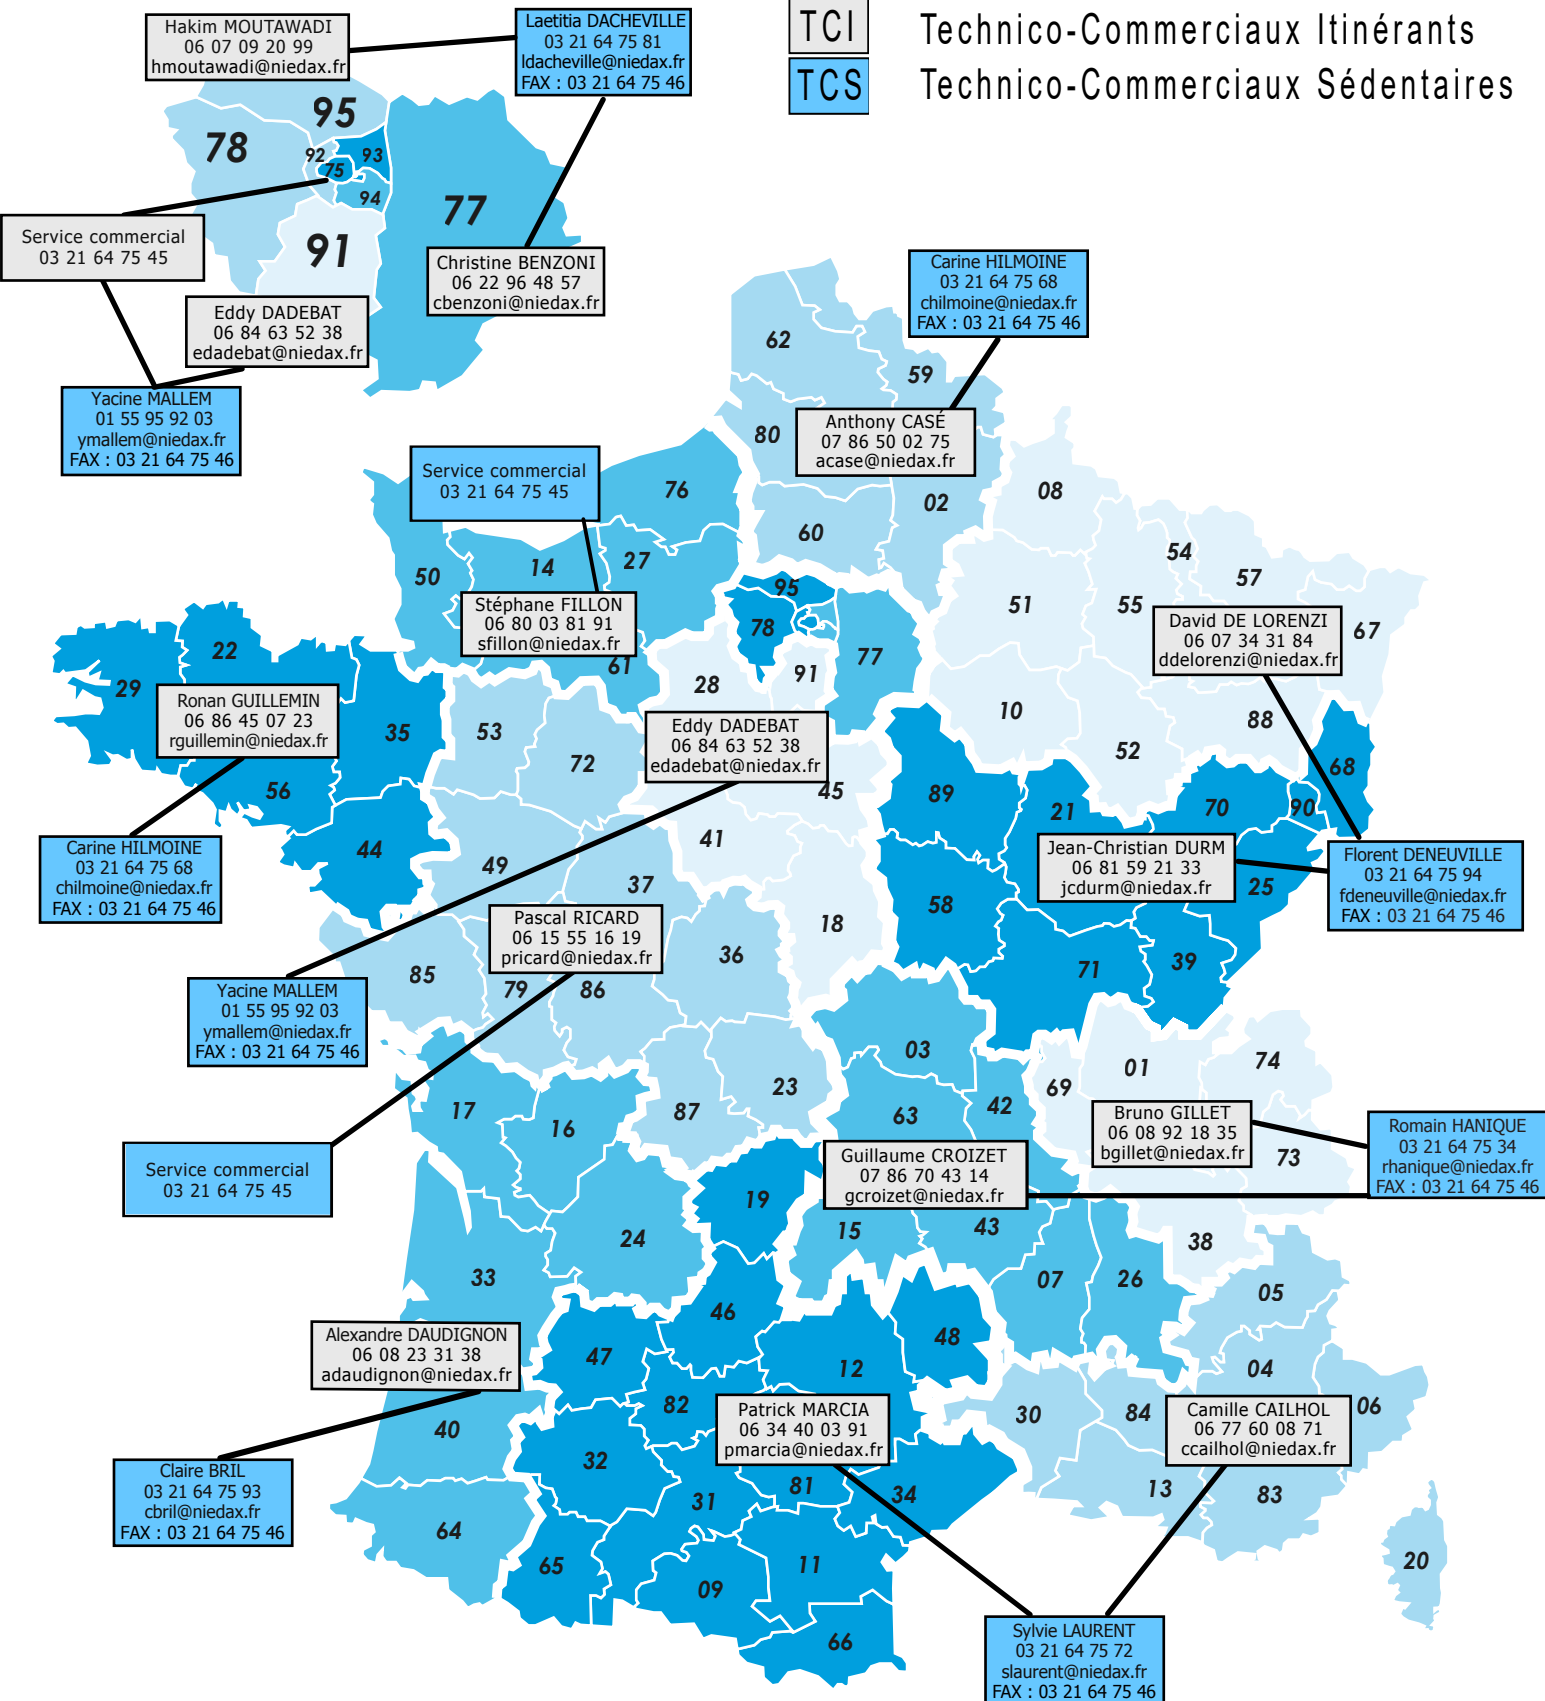 TCI
Technico-Commerciaux Itinérants
TCS
Technico-Commerciaux Sédentaires
Hakim MOUTAWADI
06 07 09 20 99
hmoutawadi@niedax.fr
Laetitia DACHEVILLE
03 21 64 75 81
ldacheville@niedax.fr
FAX : 03 21 64 75 46
95
78
92
93
75
94
77
91
Service commercial
03 21 64 75 45
Christine BENZONI
06 22 96 48 57
cbenzoni@niedax.fr
Eddy DADEBAT
06 84 63 52 38
edadebat@niedax.fr
Yacine MALLEM
01 55 95 92 03
ymallem@niedax.fr
FAX : 03 21 64 75 46
Carine HILMOINE
03 21 64 75 68
chilmoine@niedax.fr
FAX : 03 21 64 75 46
62
59
80
Anthony CASÉ
07 86 50 02 75
acase@niedax.fr
02
60
Service commercial
03 21 64 75 45
76
27
14
50
Stéphane FILLON
06 80 03 81 91
sfillon@niedax.fr
61
08
54
57
51
55
67
David DE LORENZI
06 07 34 31 84
ddelorenzi@niedax.fr
10
88
52
68
95
78
91
77
28
22
29
Ronan GUILLEMIN
06 86 45 07 23
rguillemin@niedax.fr
35
56
44
53
72
Eddy DADEBAT
06 84 63 52 38
edadebat@niedax.fr
45
41
18
89
21
70
90
58
Jean-Christian DURM
06 81 59 21 33
jcdurm@niedax.fr
25
71
39
Florent DENEUVILLE
03 21 64 75 94
fdeneuville@niedax.fr
FAX : 03 21 64 75 46
Carine HILMOINE
03 21 64 75 68
chilmoine@niedax.fr
FAX : 03 21 64 75 46
49
37
Pascal RICARD
06 15 55 16 19
pricard@niedax.fr
36
85
79
86
Yacine MALLEM
01 55 95 92 03
ymallem@niedax.fr
FAX : 03 21 64 75 46
87
23
03
42
63
69
01
74
Bruno GILLET
06 08 92 18 35
bgillet@niedax.fr
73
Romain HANIQUE
03 21 64 75 34
rhanique@niedax.fr
FAX : 03 21 64 75 46
Service commercial
03 21 64 75 45
17
16
19
Guillaume CROIZET
07 86 70 43 14
gcroizet@niedax.fr
15
43
38
24
33
07
26
05
46
48
47
12
04
Alexandre DAUDIGNON
06 08 23 31 38
adaudignon@niedax.fr
40
82
Patrick MARCIA
06 34 40 03 91
pmarcia@niedax.fr
30
84
Camille CAILHOL
06 77 60 08 71
ccailhol@niedax.fr
06
32
31
81
34
13
83
Claire BRIL
03 21 64 75 93
cbril@niedax.fr
FAX : 03 21 64 75 46
64
65
09
11
66
20
Sylvie LAURENT
03 21 64 75 72
slaurent@niedax.fr
FAX : 03 21 64 75 46